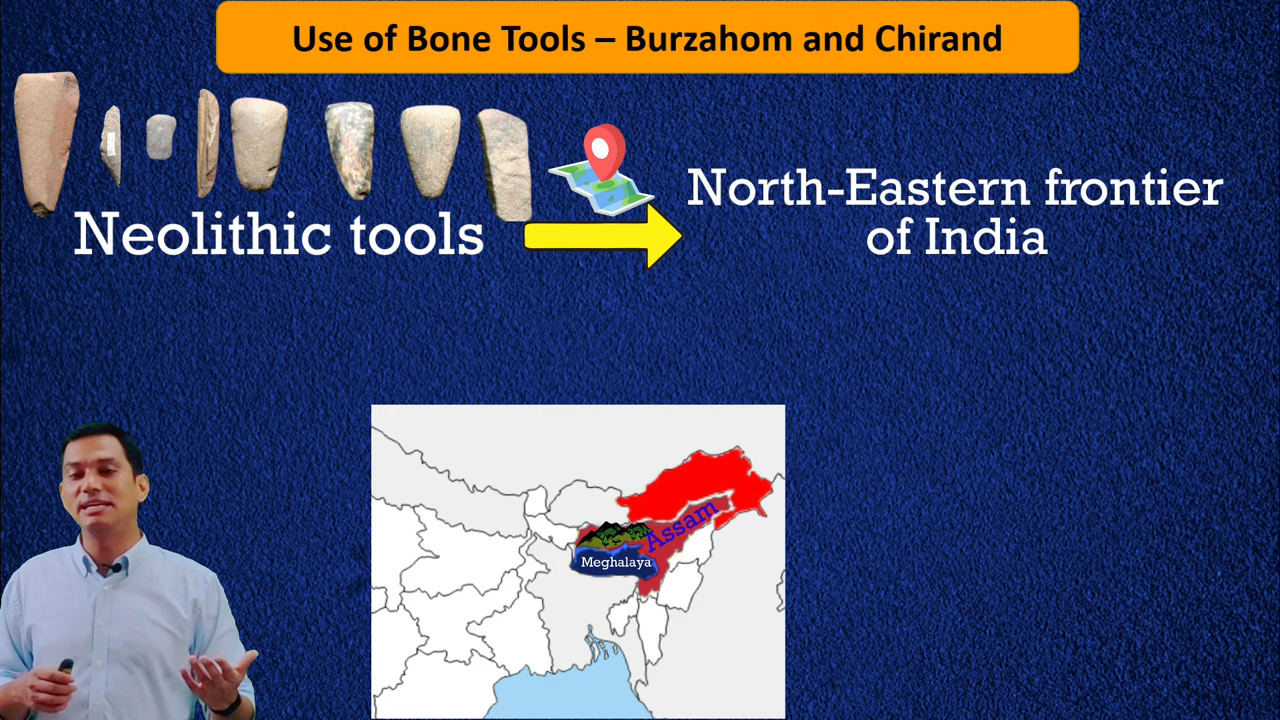 Use of Bone Tools – Burzahom and Chirand
Neolithic tools
North-Eastern frontier
of India
Assam
Meghalaya